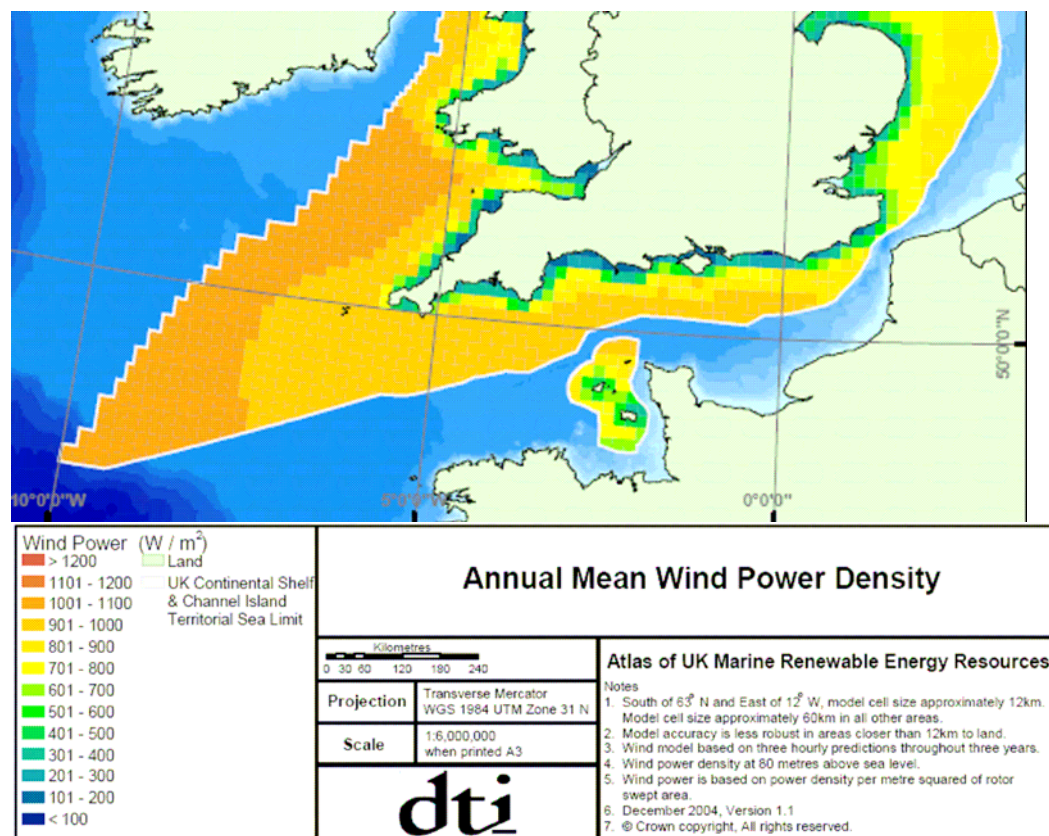 50°0'0"N
10°0'0"W
5°0'0"W
0°0'0"
Wind Power (W / m²)
> 1200
1101 - 1200
1001 - 1100
901 - 1000
801 - 900
701 - 800
601 - 700
501 - 600
401 - 500
301 - 400
201 - 300
101 - 200
< 100
Land
UK Continental Shelf
& Channel Island
Territorial Sea Limit
Annual Mean Wind Power Density
Kilometres
0 30 60 120 180 240
Projection
Transverse Mercator
WGS 1984 UTM Zone 31 N
Scale
1:6,000,000
when printed A3
dti
Atlas of UK Marine Renewable Energy Resources
Notes
1. South of 63° N and East of 12° W, model cell size approximately 12km.
Model cell size approximately 60km in all other areas.
2. Model accuracy is less robust in areas closer than 12km to land.
3. Wind model based on three hourly predictions throughout three years.
4. Wind power density at 80 metres above sea level.
5. Wind power is based on power density per metre squared of rotor
swept area.
6. December 2004, Version 1.1
7. © Crown copyright, All rights reserved.